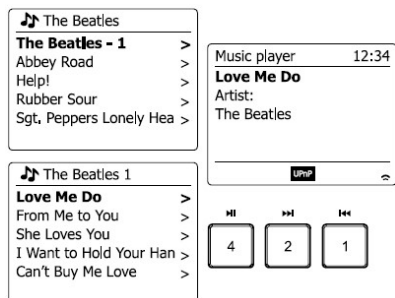 The Beatles
The Beatles - 1 >
Abbey Road >
Help! >
Rubber Sour >
Sgt. Peppers Lonely Hea >
The Beatles 1
Love Me Do >
From Me to You >
She Loves You >
I Want to Hold Your Han >
Can't Buy Me Love >
Music player 12:34
Love Me Do
Artist:
The Beatles
UPnP
4 2 1